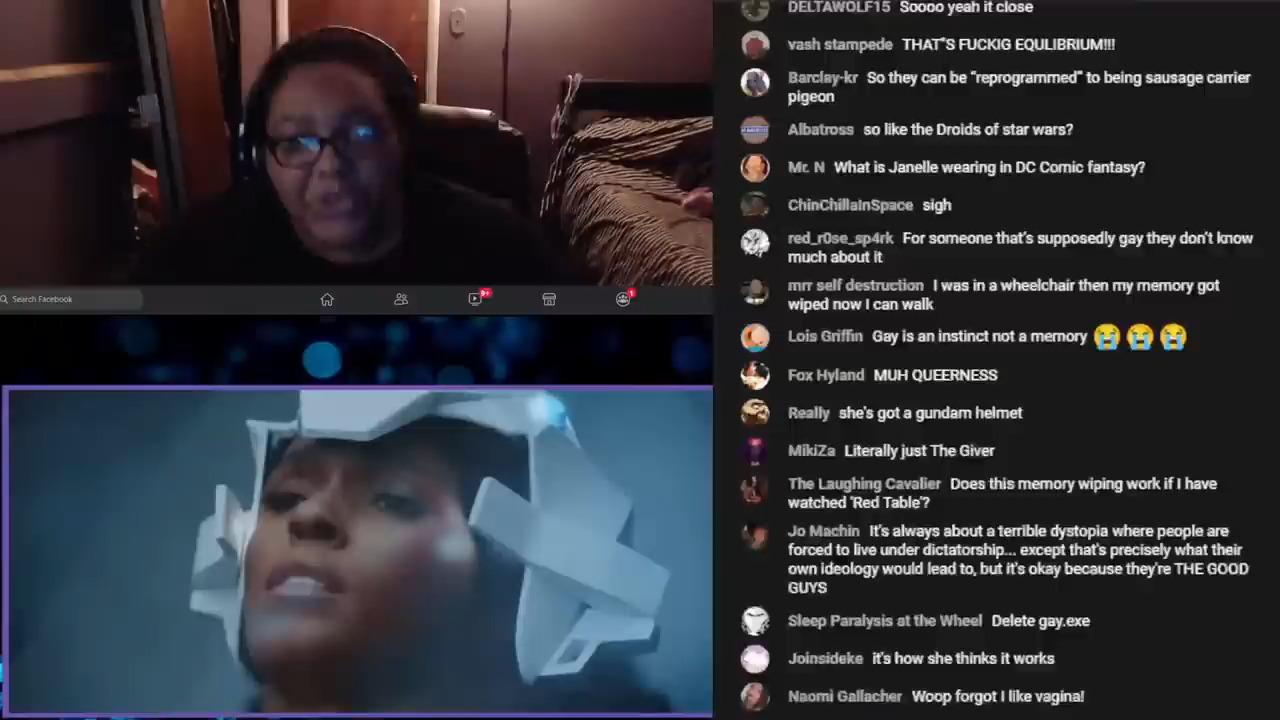 DELTAWOLF15 Soooo yeah it close
vash stampede THAT"S FUCKIG EQULIBRIUM!!!
Barclay-kr So they can be "reprogrammed" to being sausage carrier
pigeon
Albatross so like the Droids of star wars?
Mr. N What is Janelle wearing in DC Comic fantasy?
ChinChillaInSpace sigh
red_r0se_sp4rk For someone that's supposedly gay they don't know
much about it
Search Facebook
9+
1
mrr self destruction I was in a wheelchair then my memory got
wiped now I can walk
Lois Griffin Gay is an instinct not a memory 😭 😭 😭
Fox Hyland MUH QUEERNESS
Really she's got a gundam helmet
MikiZa Literally just The Giver
The Laughing Cavalier Does this memory wiping work if I have
watched 'Red Table'?
Jo Machin It's always about a terrible dystopia where people are
forced to live under dictatorship... except that's precisely what their
own ideology would lead to, but it's okay because they're THE GOOD
GUYS
Sleep Paralysis at the Wheel Delete gay.exe
Joinsideke it's how she thinks it works
Naomi Gallacher Woop forgot I like vagina!